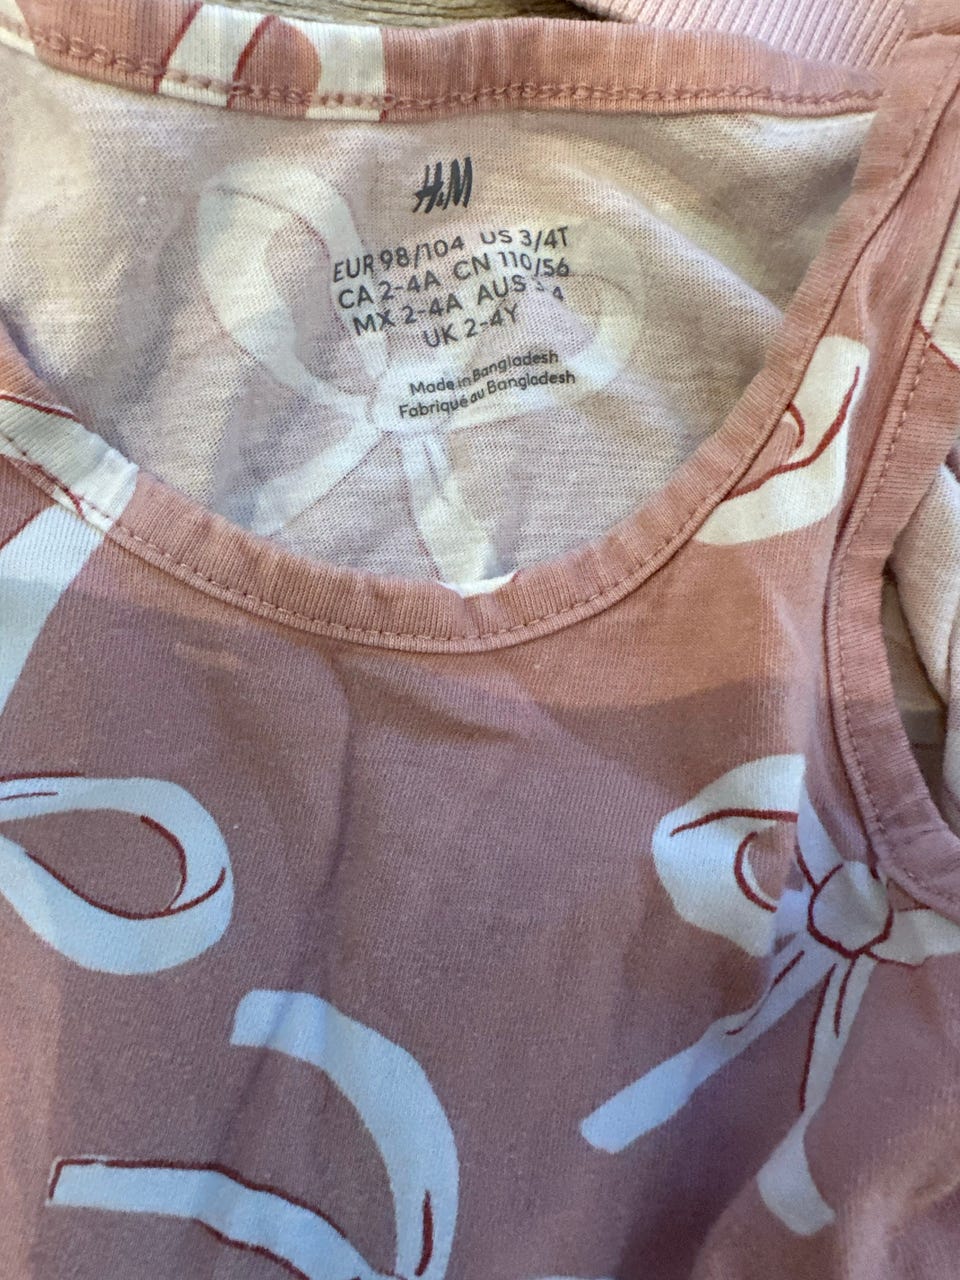 H&M
EUR 98/104 US 3/4T
CA 2-4A CN 110/56
MX 2-4A AUS
UK 2-4Y
Made in Bangladesh
Fabriqué au Bangladesh